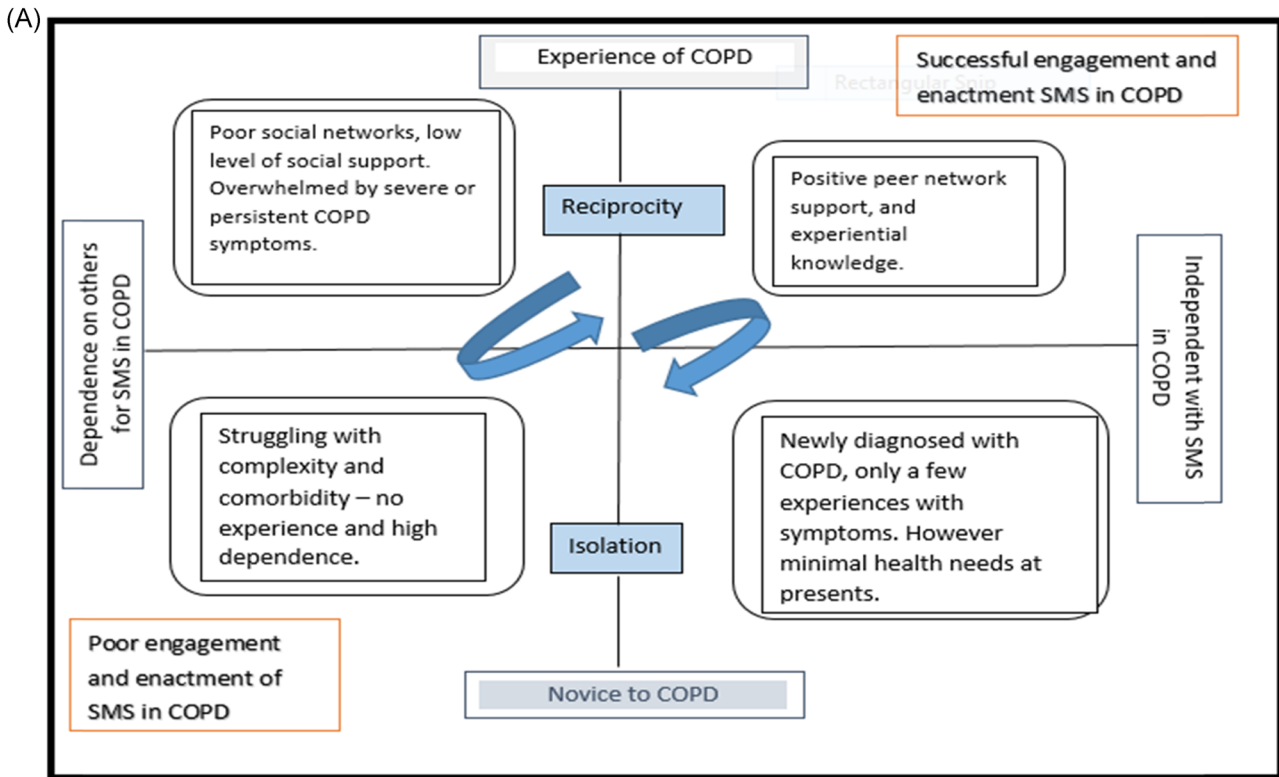 (A)
Experience of COPD
Successful engagement and
enactment SMS in COPD
Rectangular Snip
Poor social networks, low
level of social support.
Overwhelmed by severe or
persistent COPD
symptoms.
Reciprocity
Positive peer network
support, and
experiential
knowledge.
Dependence on others
for SMS in COPD
Independent with SMS
in COPD
Struggling with
complexity and
comorbidity – no
experience and high
dependence.
Isolation
Newly diagnosed with
COPD, only a few
experiences with
symptoms. However
minimal health needs at
presents.
Poor engagement
and enactment of
SMS in COPD
Novice to COPD